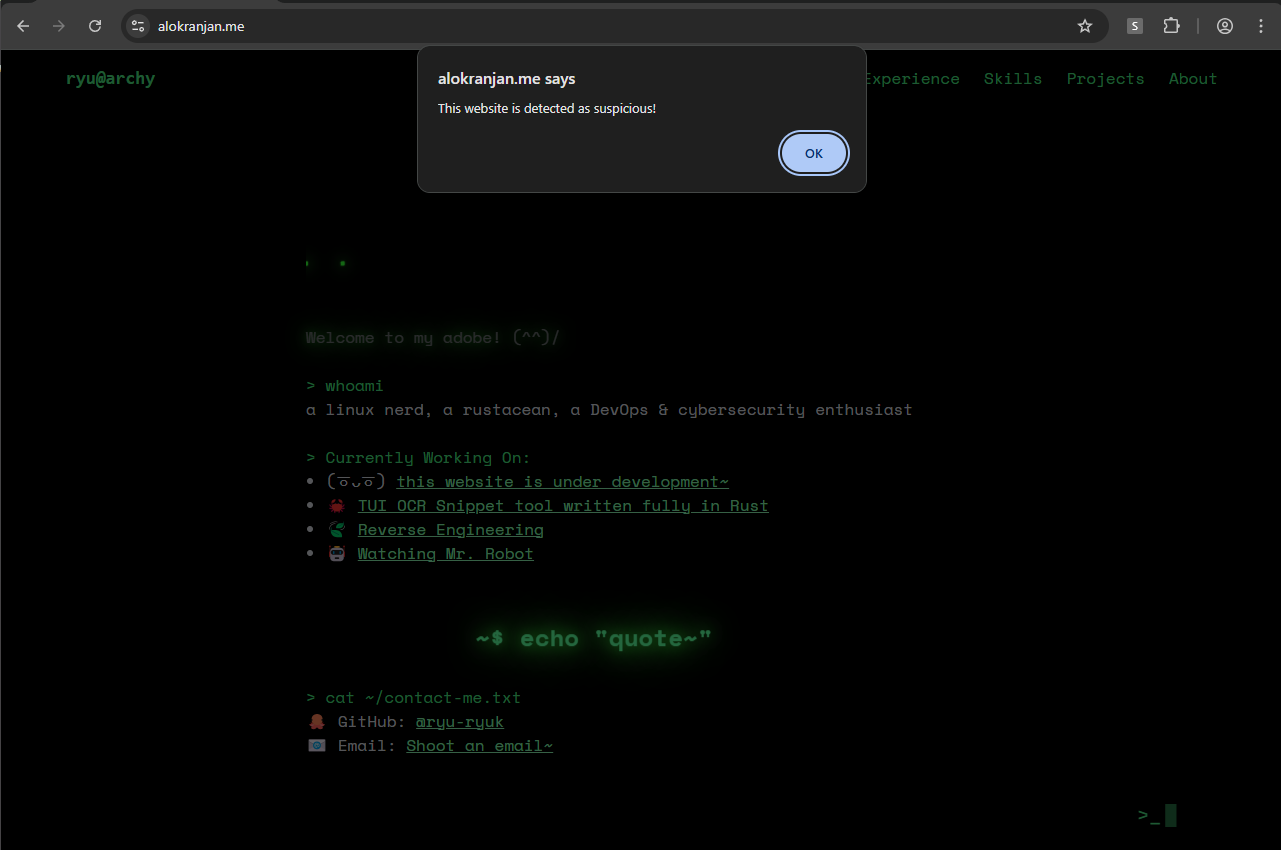 alokranjan.me
S
ryu@archy
Experience Skills Projects About
alokranjan.me says
This website is detected as suspicious!
OK
Welcome to my adobe! (^^)/
> whoami
a linux nerd, a rustacean, a DevOps & cybersecurity enthusiast
> Currently Working On:
• (ㆆᴗㆆ) this website is under development~
• 🦀 TUI OCR Snippet tool written fully in Rust
• 🍃 Reverse Engineering
• 🤖 Watching Mr. Robot
~$ echo "quote~"
> cat ~/contact-me.txt
🐙 GitHub: @ryu-ryuk
📧 Email: Shoot an email~
>_